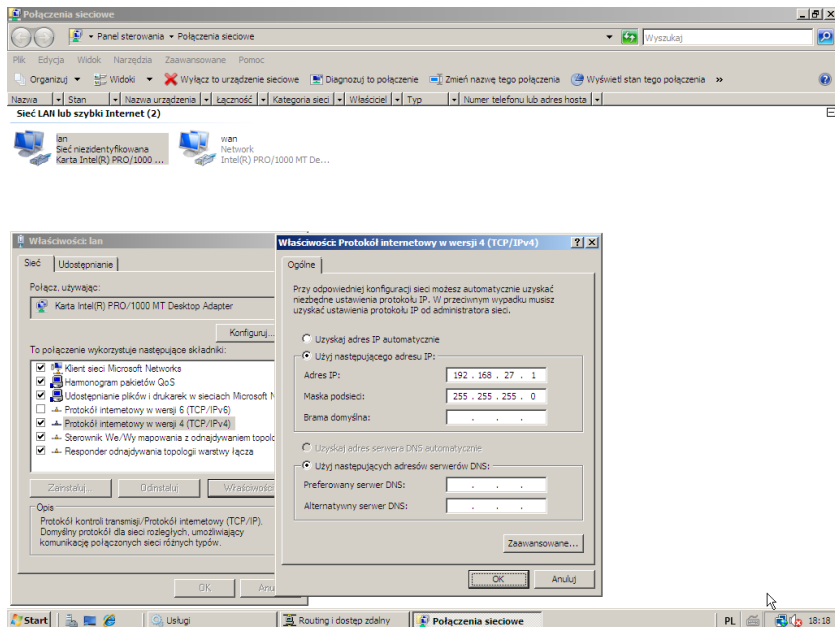 Połączenia sieciowe
Panel sterowania Połączenia sieciowe
Wyszukaj
Plik Edycja Widok Narzędzia Zaawansowane Pomoc
Organizuj Widoki Wyłącz to urządzenie sieciowe Diagnozuj to połączenie Zmień nazwę tego połączenia Wyświetl stan tego połączenia »
Nazwa Stan Nazwa urządzenia Łączność Kategoria sieci Właściciel Typ Numer telefonu lub adres hosta
Sieć LAN lub szybki Internet (2)
lan
Sieć niezidentyfikowana
Karta Intel(R) PRO/1000 ...
wan
Network
Intel(R) PRO/1000 MT De...
Właściwości: lan
Sieć Udostępnianie
Połącz, używając:
Karta Intel(R) PRO/1000 MT Desktop Adapter
Konfiguruj...
To połączenie wykorzystuje następujące składniki:
Klient sieci Microsoft Networks
Harmonogram pakietów QoS
Udostępnianie plików i drukarek w sieciach Microsoft N
Protokół internetowy w wersji 6 (TCP/IPv6)
Protokół internetowy w wersji 4 (TCP/IPv4)
Sterownik We/Wy mapowania z odnajdywaniem topolo
Responder odnajdywania topologii warstwy łącza
Zainstaluj... Odinstaluj Właściwości
Opis
Protokół kontroli transmisji/Protokół internetowy (TCP/IP).
Domyślny protokół dla sieci rozległych, umożliwiający
komunikację połączonych sieci różnych typów.
OK Anu
Właściwości: Protokół internetowy w wersji 4 (TCP/IPv4)
Ogólne
Przy odpowiedniej konfiguracji sieci możesz automatycznie uzyskać
niezbędne ustawienia protokołu IP. W przeciwnym wypadku musisz
uzyskać ustawienia protokołu IP od administratora sieci.
Uzyskaj adres IP automatycznie
Użyj następującego adresu IP:
Adres IP: 192 . 168 . 27 . 1
Maska podsieci: 255 . 255 . 255 . 0
Brama domyślna: . . .
Uzyskaj adres serwera DNS automatycznie
Użyj następujących adresów serwerów DNS:
Preferowany serwer DNS: . . .
Alternatywny serwer DNS: . . .
Zaawansowane...
OK Anuluj
Start Usługi Routing i dostęp zdalny Połączenia sieciowe PL 18:18